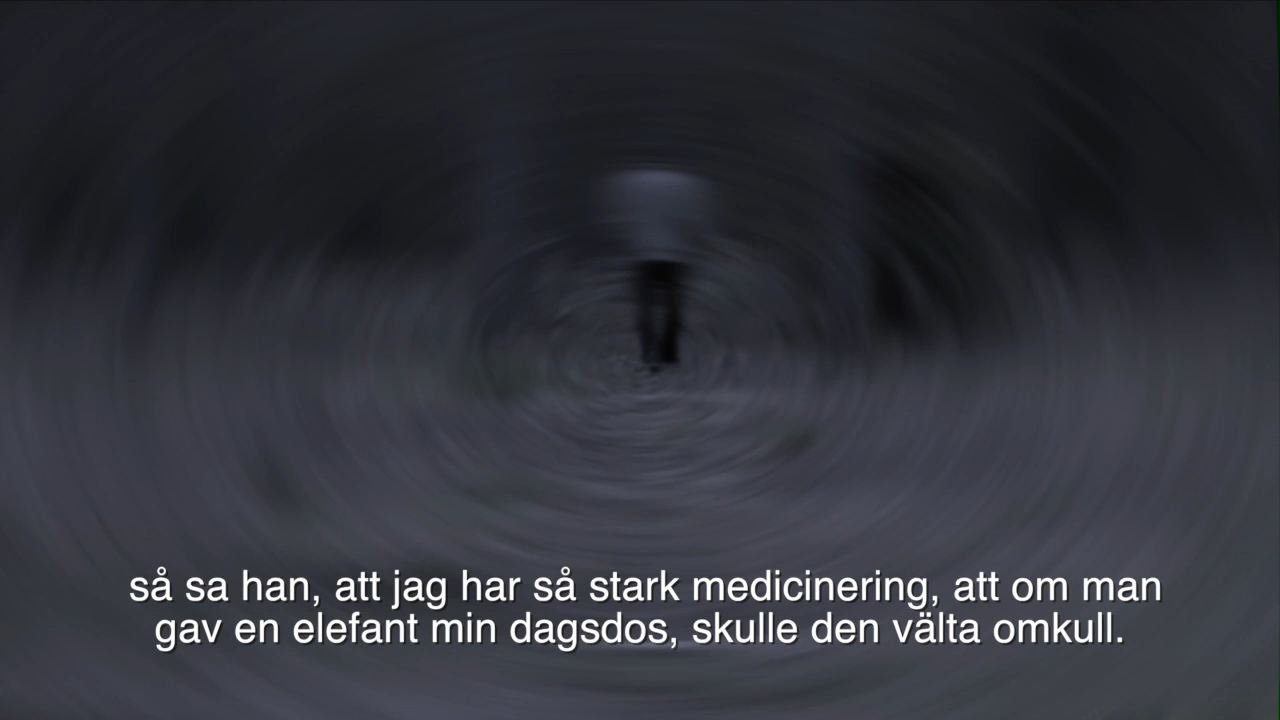 så sa han, att jag har så stark medicinering, att om man
gav en elefant min dagsdos, skulle den välta omkull.